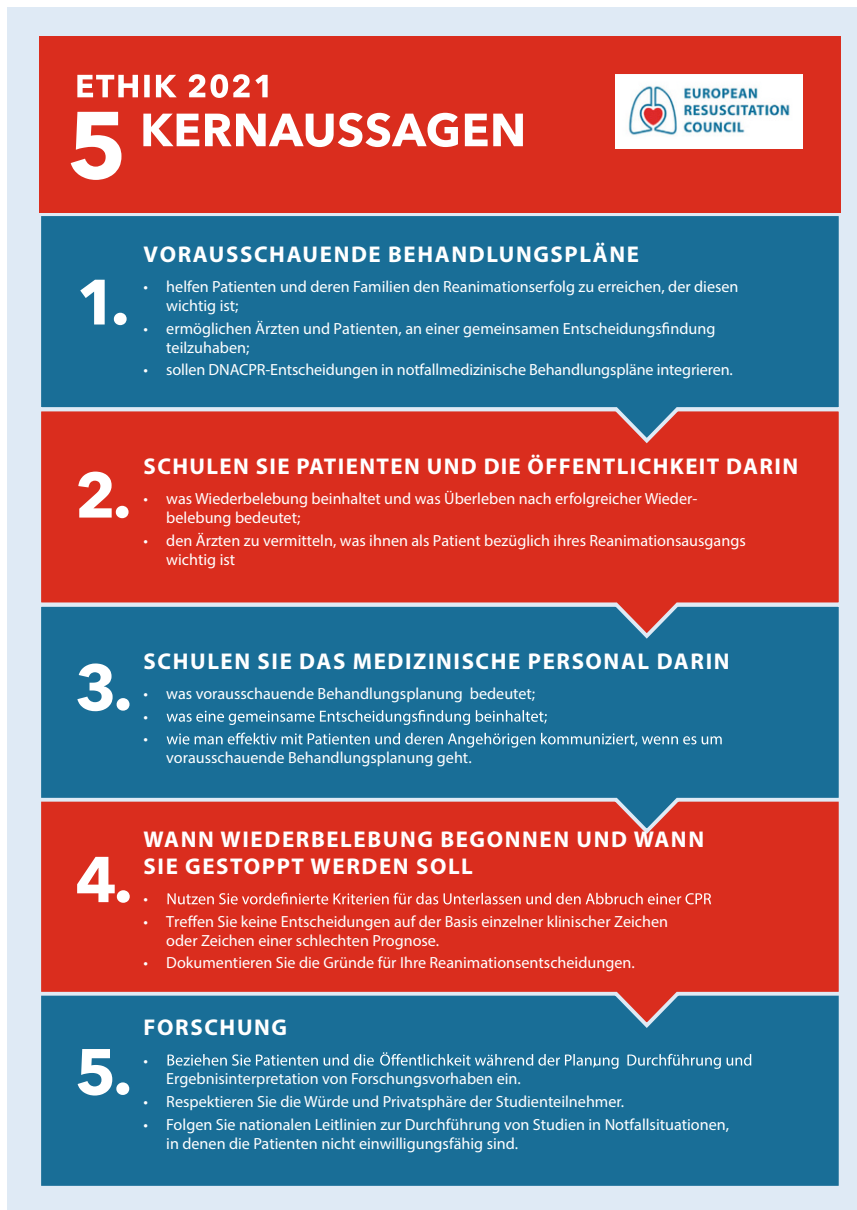 ETHIK 2021
5 KERNAUSSAGEN
EUROPEAN
RESUSCITATION
COUNCIL
1.
VORAUSSCHAUENDE BEHANDLUNGSPLÄNE
• helfen Patienten und deren Familien den Reanimationserfolg zu erreichen, der diesen
wichtig ist;
• ermöglichen Ärzten und Patienten, an einer gemeinsamen Entscheidungsfindung
teilzuhaben;
• sollen DNACPR-Entscheidungen in notfallmedizinische Behandlungspläne integrieren.
2.
SCHULEN SIE PATIENTEN UND DIE ÖFFENTLICHKEIT DARIN
• was Wiederbelebung beinhaltet und was Überleben nach erfolgreicher Wieder-
belebung bedeutet;
• den Ärzten zu vermitteln, was ihnen als Patient bezüglich ihres Reanimationsausgangs
wichtig ist
3.
SCHULEN SIE DAS MEDIZINISCHE PERSONAL DARIN
• was vorausschauende Behandlungsplanung bedeutet;
• was eine gemeinsame Entscheidungsfindung beinhaltet;
• wie man effektiv mit Patienten und deren Angehörigen kommuniziert, wenn es um
vorausschauende Behandlungsplanung geht.
4.
WANN WIEDERBELEBUNG BEGONNEN UND WANN
SIE GESTOPPT WERDEN SOLL
• Nutzen Sie vordefinierte Kriterien für das Unterlassen und den Abbruch einer CPR
• Treffen Sie keine Entscheidungen auf der Basis einzelner klinischer Zeichen
oder Zeichen einer schlechten Prognose.
• Dokumentieren Sie die Gründe für Ihre Reanimationsentscheidungen.
5.
FORSCHUNG
• Beziehen Sie Patienten und die Öffentlichkeit während der Planung, Durchführung und
Ergebnisinterpretation von Forschungsvorhaben ein.
• Respektieren Sie die Würde und Privatsphäre der Studienteilnehmer.
• Folgen Sie nationalen Leitlinien zur Durchführung von Studien in Notfallsituationen,
in denen die Patienten nicht einwilligungsfähig sind.